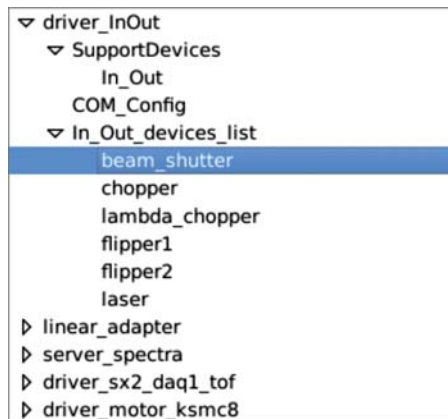 driver_InOut
SupportDevices
In_Out
COM_Config
In_Out_devices_list
beam_shutter
chopper
lambda_chopper
flipper1
flipper2
laser
linear_adapter
server_spectra
driver_sx2_daq1_tof
driver_motor_ksmc8